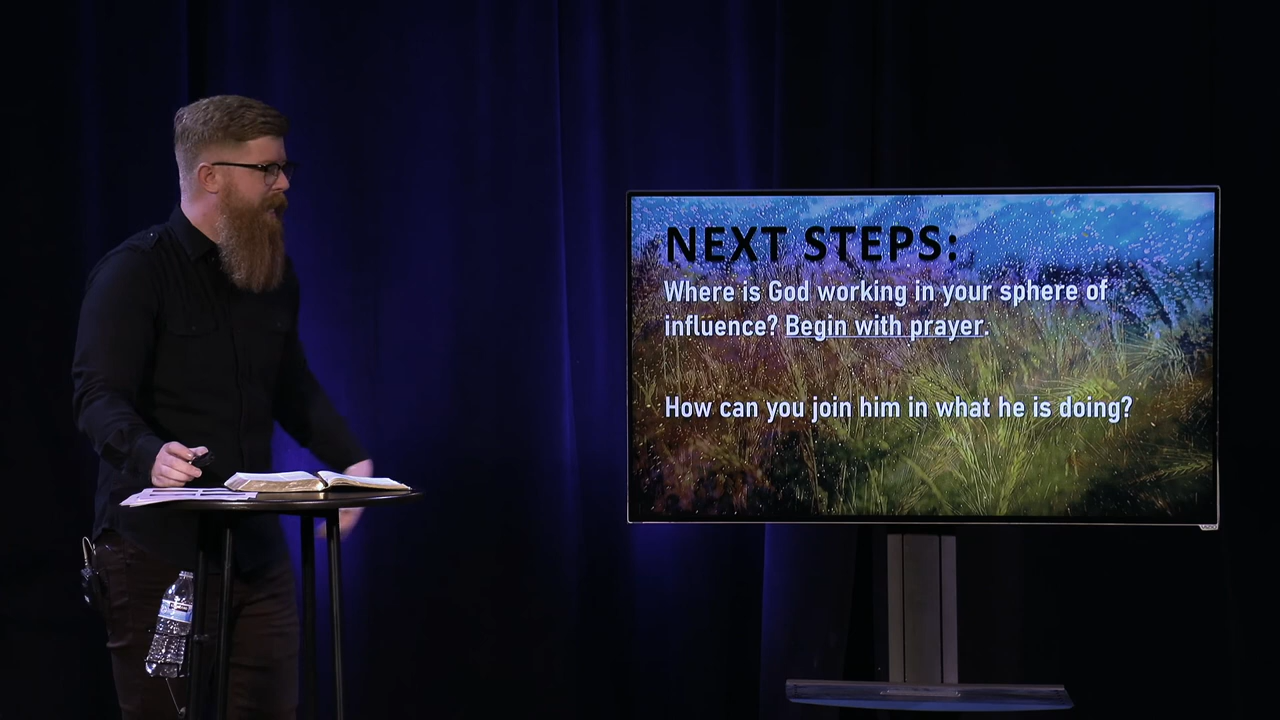 NEXT STEPS:
Where is God working in your sphere of
influence? Begin with prayer.
How can you join him in what he is doing?
VIZIO